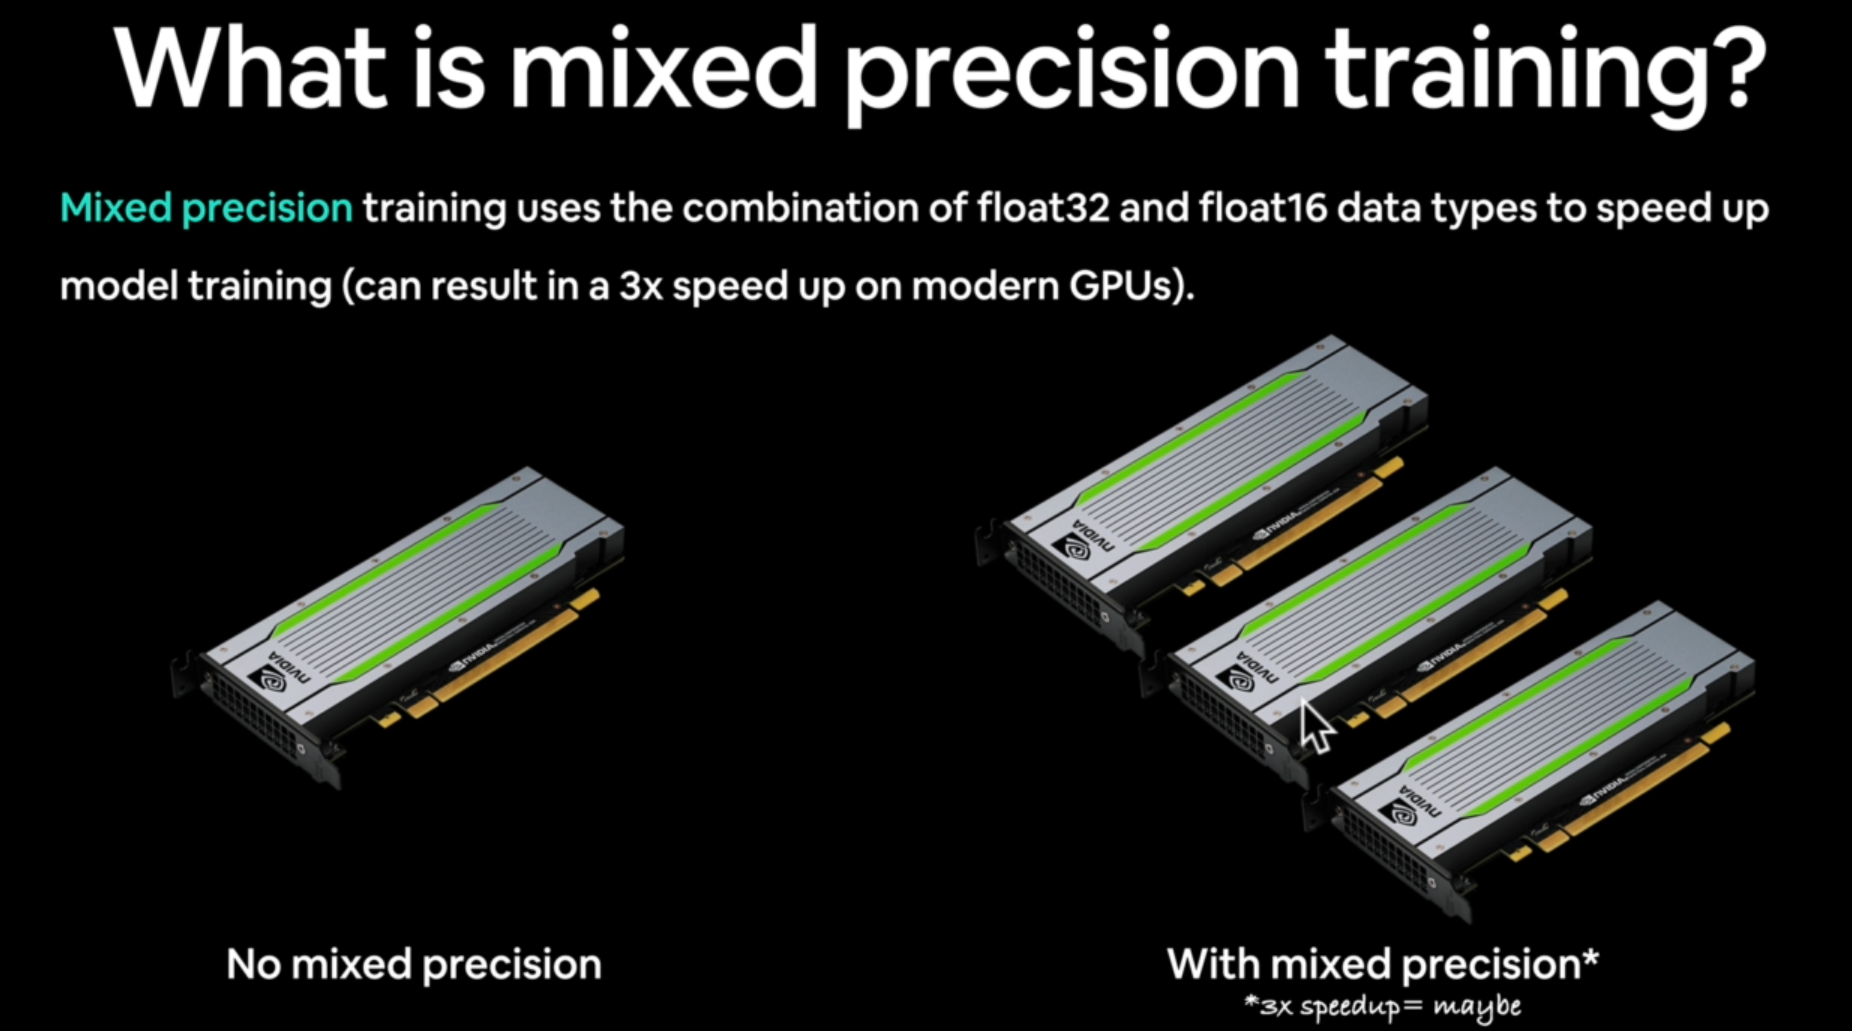 What is mixed precision training?
Mixed precision training uses the combination of float32 and float16 data types to speed up
model training (can result in a 3x speed up on modern GPUs).
NVIDIA
NVIDIA
NVIDIA
NVIDIA
NVIDIA
NVIDIA
NVIDIA
NVIDIA
No mixed precision
With mixed precision*
*3x speedup= maybe